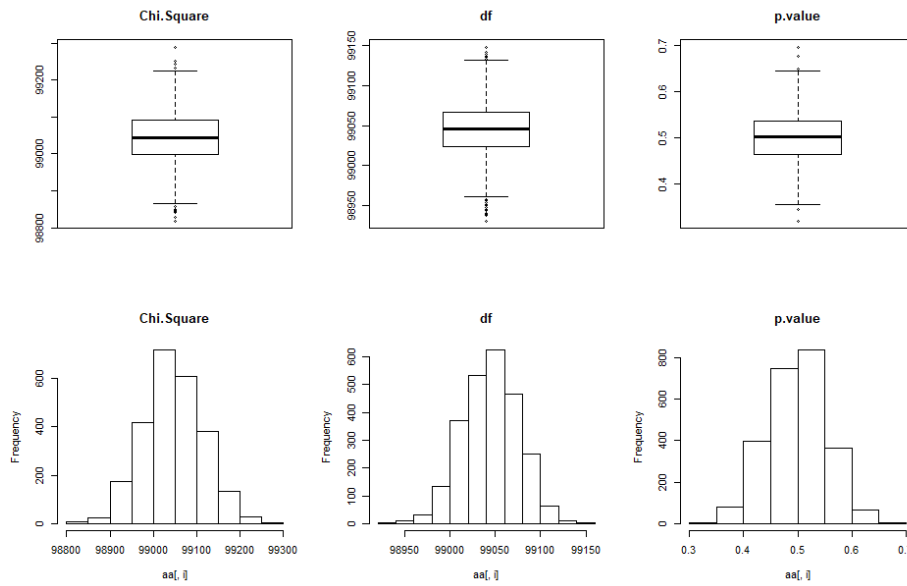 Chi.Square
df
p.value
98800 99000 99200
98950 99000 99050 99100 99150
0.4 0.5 0.6 0.7
Chi.Square
df
p.value
Frequency
0 200 400 600
98800 98900 99000 99100 99200 99300
aa[, i]
Frequency
0 100 200 300 400 500 600
98950 99000 99050 99100 99150
aa[, i]
Frequency
0 200 400 600 800
0.3 0.4 0.5 0.6 0.7
aa[, i]